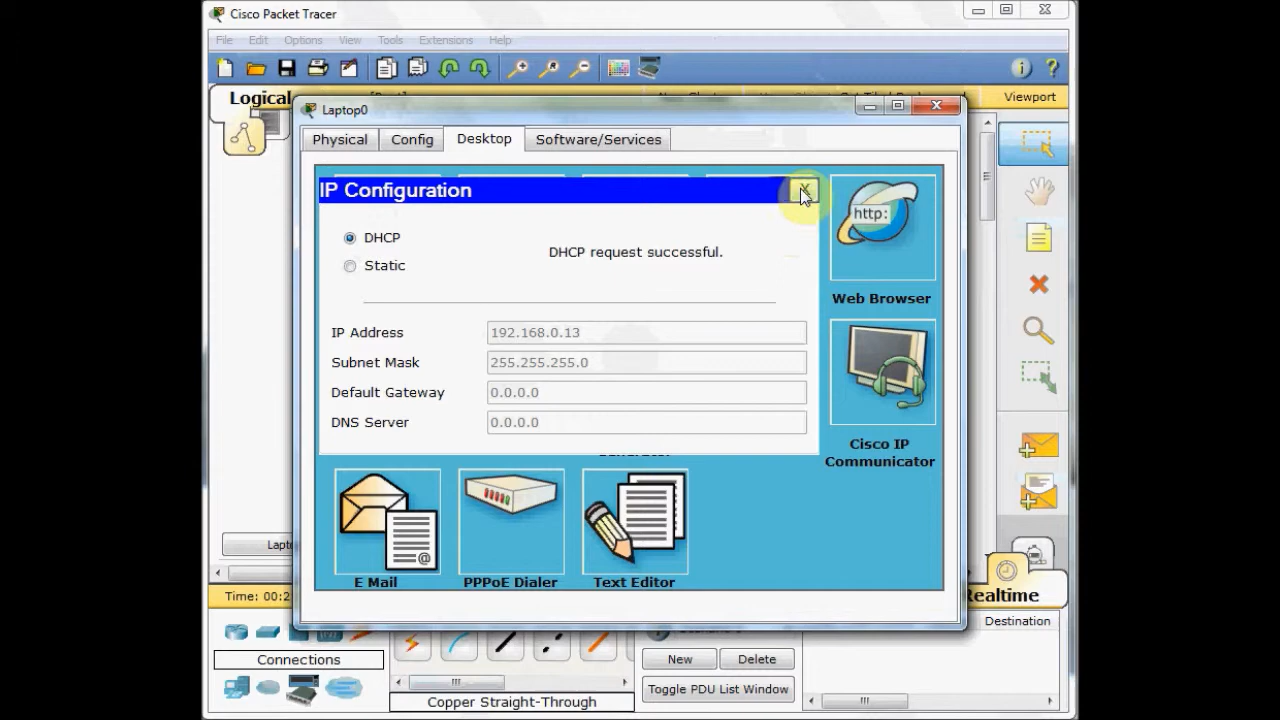 Cisco Packet Tracer
File Edit Options View Tools Extensions Help
Logical
Viewport
Laptop0
Physical Config Desktop Software/Services
IP Configuration
X
http:
DHCP
DHCP request successful.
Static
Web Browser
IP Address 192.168.0.13
Subnet Mask 255.255.255.0
Default Gateway 0.0.0.0
DNS Server 0.0.0.0
Cisco IP
Communicator
@
E Mail PPPoE Dialer Text Editor
Realtime
Destination
Connections
New Delete
Toggle PDU List Window
Copper Straight-Through